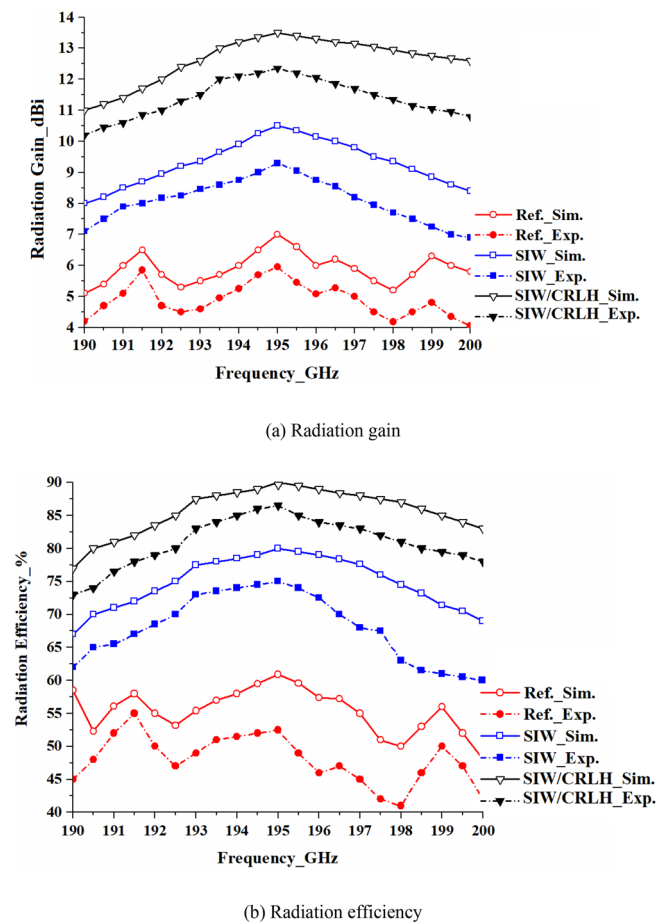 14
13
12
11
10
9
8
7
6
5
4
Radiation Gain_dBi
Ref._Sim.
Ref._Exp.
SIW_Sim.
SIW_Exp.
SIW/CRLH_Sim.
SIW/CRLH_Exp.
190 191 192 193 194 195 196 197 198 199 200
Frequency_GHz
(a) Radiation gain
90
85
80
75
70
65
60
55
50
45
40
Radiation Efficiency_%
Ref._Sim.
Ref._Exp.
SIW_Sim.
SIW_Exp.
SIW/CRLH_Sim.
SIW/CRLH_Exp.
190 191 192 193 194 195 196 197 198 199 200
Frequency_GHz
(b) Radiation efficiency